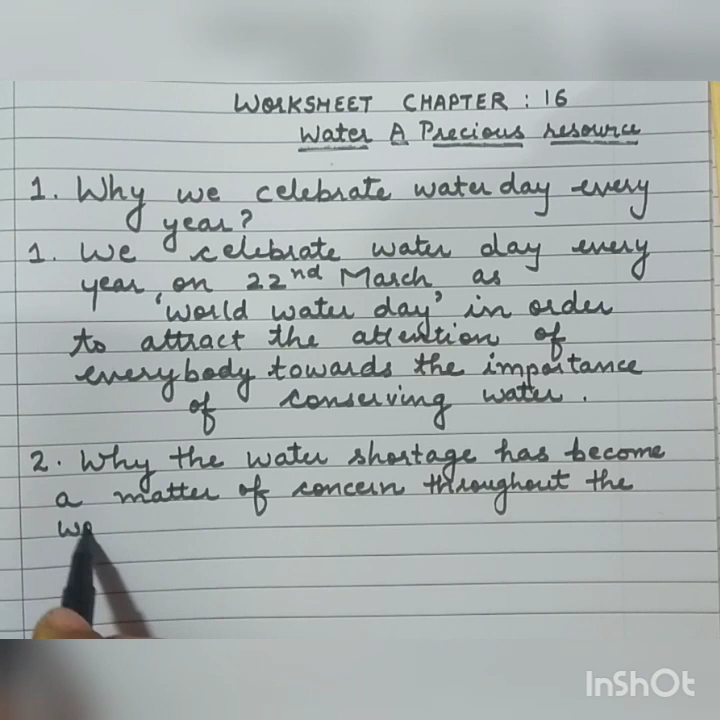 WORKSHEET CHAPTER : 16
Water A Precious resource
1. Why we celebrate water day every
year?
1. We celebrate water day every
year on 22nd March as
'World water day' in order
to attract the attention of
everybody towards the importance
of conserving water.
2. Why the water shortage has become
a matter of concern throughout the
wo
InShOt